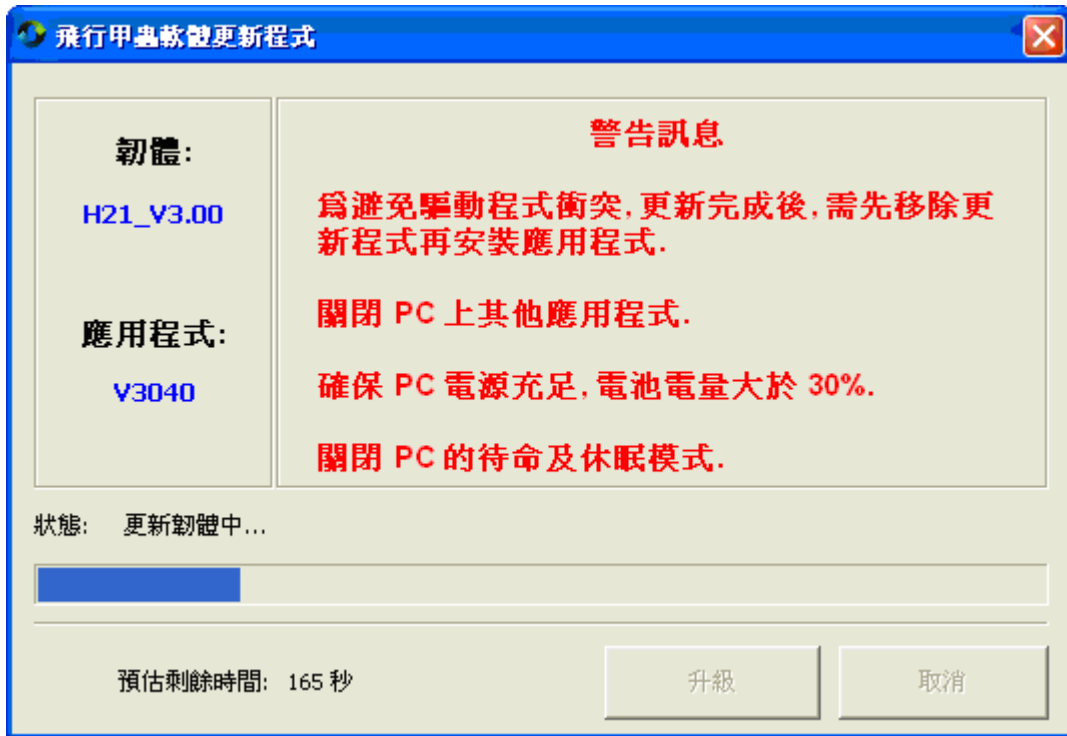 飛行甲蟲軟體更新程式
韌體:
H21_V3.00
應用程式:
V3040
警告訊息
為避免驅動程式衝突,更新完成後,需先移除更
新程式再安裝應用程式.
關閉 PC 上其他應用程式.
確保 PC 電源充足,電池電量大於 30%.
關閉 PC 的待命及休眠模式.
狀態: 更新韌體中...
預估剩餘時間: 165 秒
升級
取消